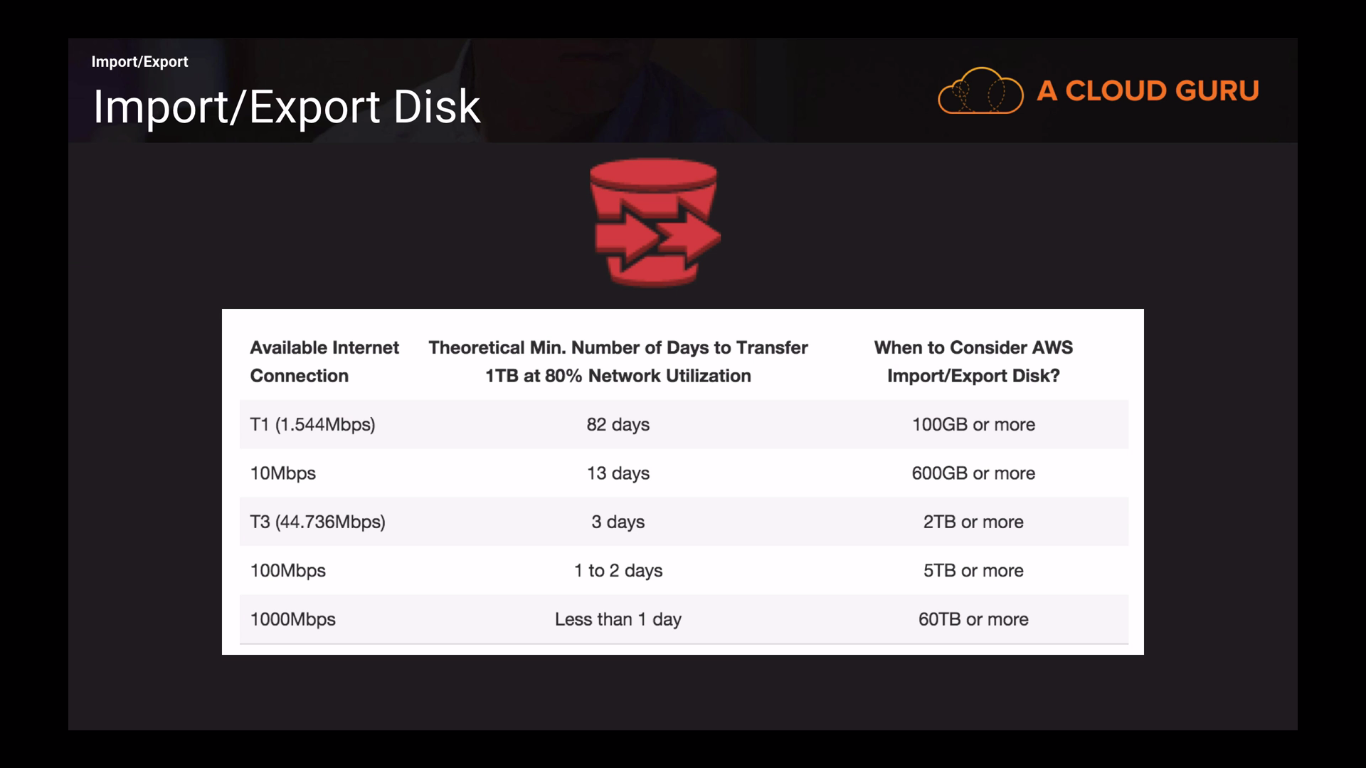 Import/Export
Import/Export Disk
A CLOUD GURU
Available Internet Connection
Theoretical Min. Number of Days to Transfer 1TB at 80% Network Utilization
When to Consider AWS Import/Export Disk?
T1 (1.544Mbps) 82 days 100GB or more
10Mbps 13 days 600GB or more
T3 (44.736Mbps) 3 days 2TB or more
100Mbps 1 to 2 days 5TB or more
1000Mbps Less than 1 day 60TB or more